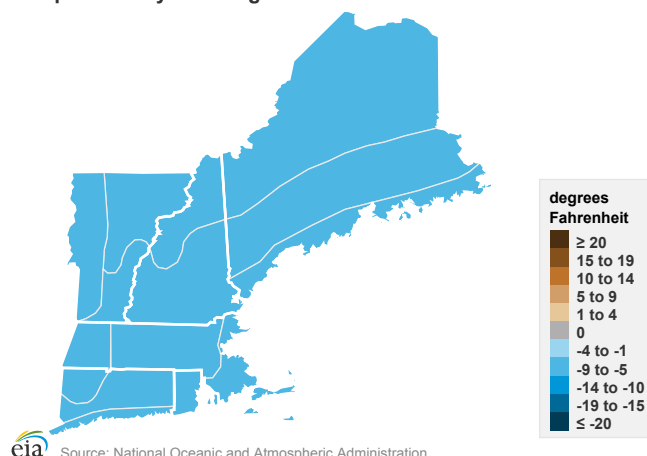 degrees
Fahrenheit
≥ 20
15 to 19
10 to 14
5 to 9
1 to 4
0
-4 to -1
-9 to -5
-14 to -10
-19 to -15
≤ -20
eia Source: National Oceanic and Atmospheric Administration